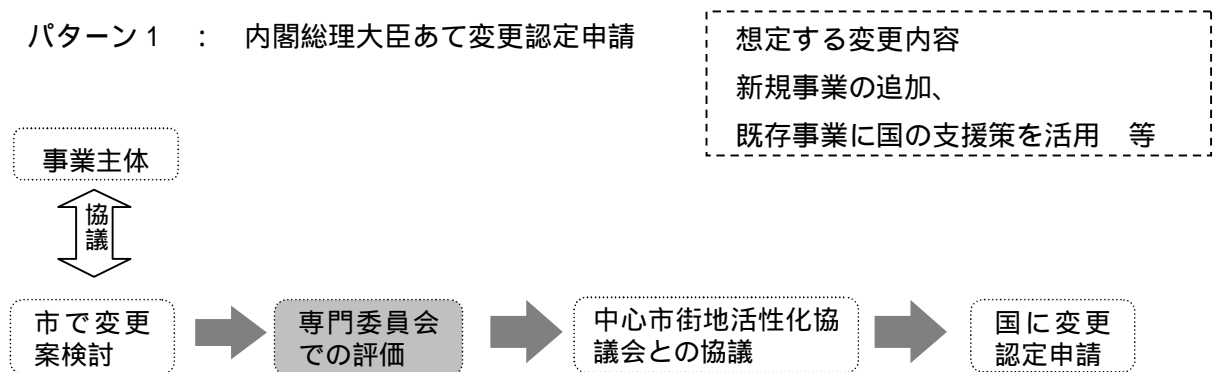 パターン1 : 内閣総理大臣あて変更認定申請
想定する変更内容
新規事業の追加、
既存事業に国の支援策を活用 等
事業主体
協
議
市で変更
案検討
専門委員会
での評価
中心市街地活性化協
議会との協議
国に変更
認定申請